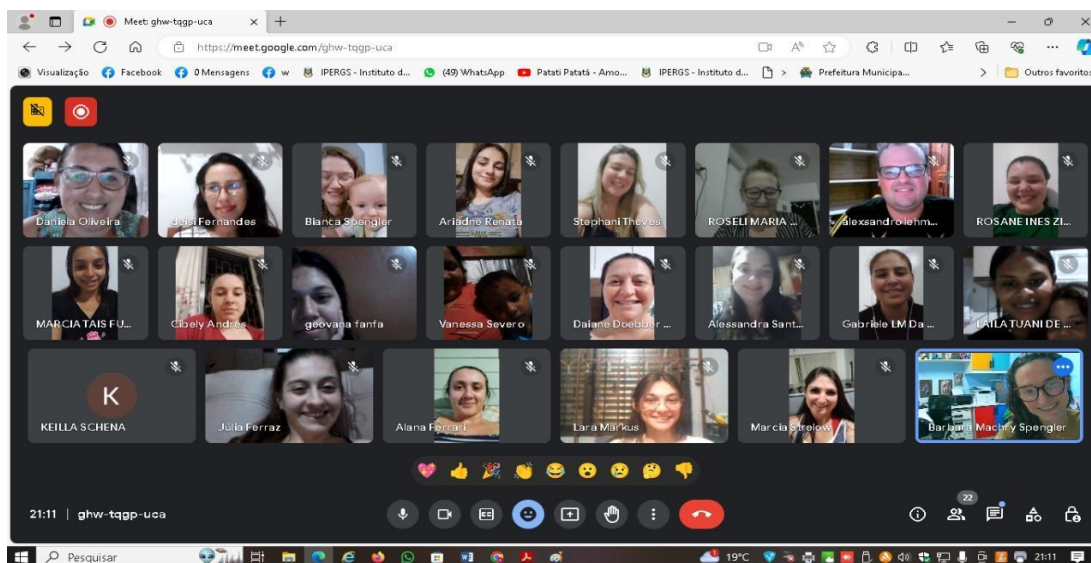 Meet: ghw-tqgp-uca
https://meet.google.com/ghw-tqgp-uca
Visualização Facebook 0 Mensagens w IPERGS - Instituto d... (49) WhatsApp Patati Patatá - Amo... IPERGS - Instituto d... > Prefeitura Municipa... Outros favoritos
Daniela Oliveira
deisi Fernandes
Bianca Spengler
Ariadne Renata
Stephani Theves
ROSELI MARIA ...
alexsandro lehm...
ROSANE INES ZI...
MARCIA TAIS FU...
Cibely Andres
geovana fanfa
Vanessa Severo
Daiane Doebber ...
Alessandra Sant...
Gabriele LM Da ...
LAILA TUANI DE ...
K
KEILLA SCHENA
Júlia Ferraz
Alana Ferrari
Lara Markus
Marcia Strelow
Barbara Machry Spengler
21:11 | ghw-tqgp-uca
22
Pesquisar
19°C
21:11